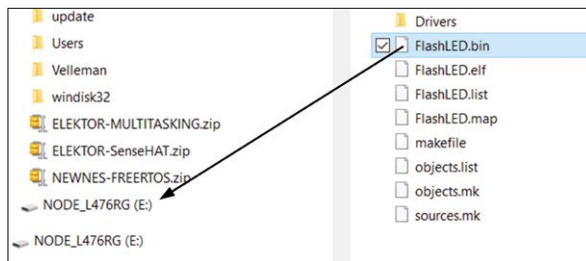 update
Users
Velleman
windisk32
ELEKTOR-MULTITASKING.zip
ELEKTOR-SenseHAT.zip
NEWNES-FREERTOS.zip
NODE_L476RG (E:)
NODE_L476RG (E:)
Drivers
FlashLED.bin
FlashLED.elf
FlashLED.list
FlashLED.map
makefile
objects.list
objects.mk
sources.mk